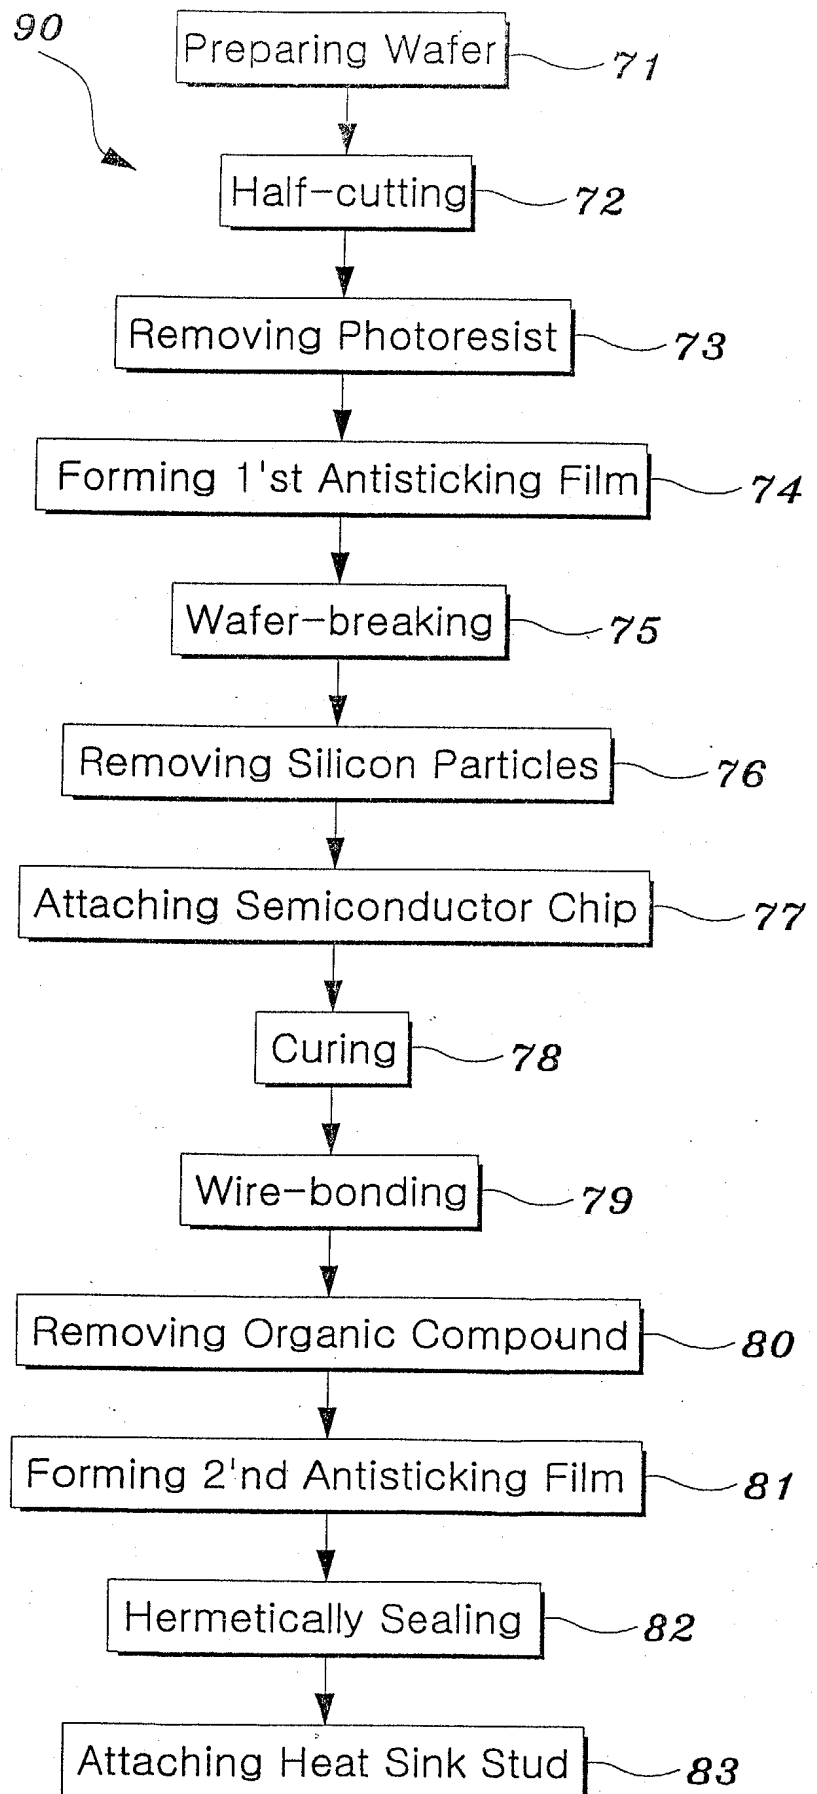 90
Preparing Wafer 71
Half-cutting 72
Removing Photoresist 73
Forming 1'st Antisticking Film 74
Wafer-breaking 75
Removing Silicon Particles 76
Attaching Semiconductor Chip 77
Curing 78
Wire-bonding 79
Removing Organic Compound 80
Forming 2'nd Antisticking Film 81
Hermetically Sealing 82
Attaching Heat Sink Stud 83